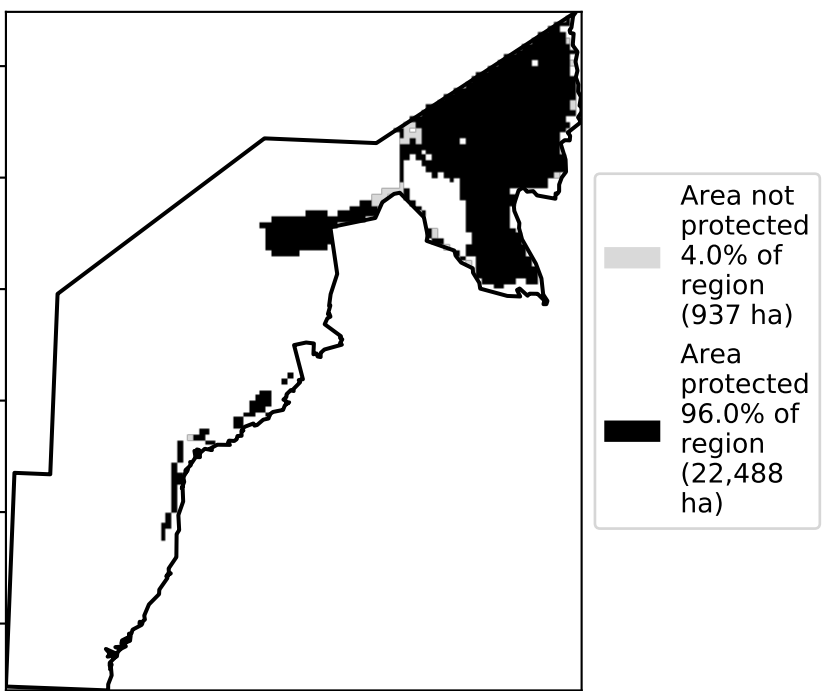 Area not
protected
4.0% of
region
(937 ha)
Area
protected
96.0% of
region
(22,488
ha)